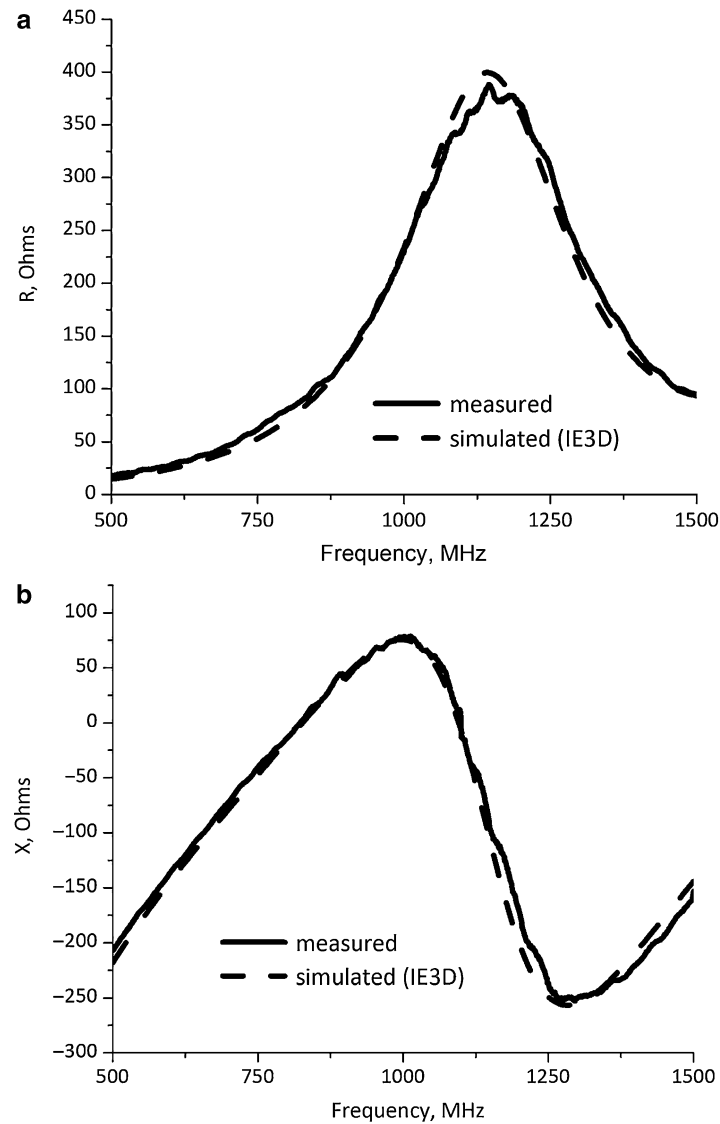 a
450
400
350
300
250
200
150
100
50
0
R, Ohms
measured
simulated (IE3D)
500
750
1000
1250
1500
Frequency, MHz
b
100
50
0
−50
−100
−150
−200
−250
−300
X, Ohms
measured
simulated (IE3D)
500
750
1000
1250
1500
Frequency, MHz